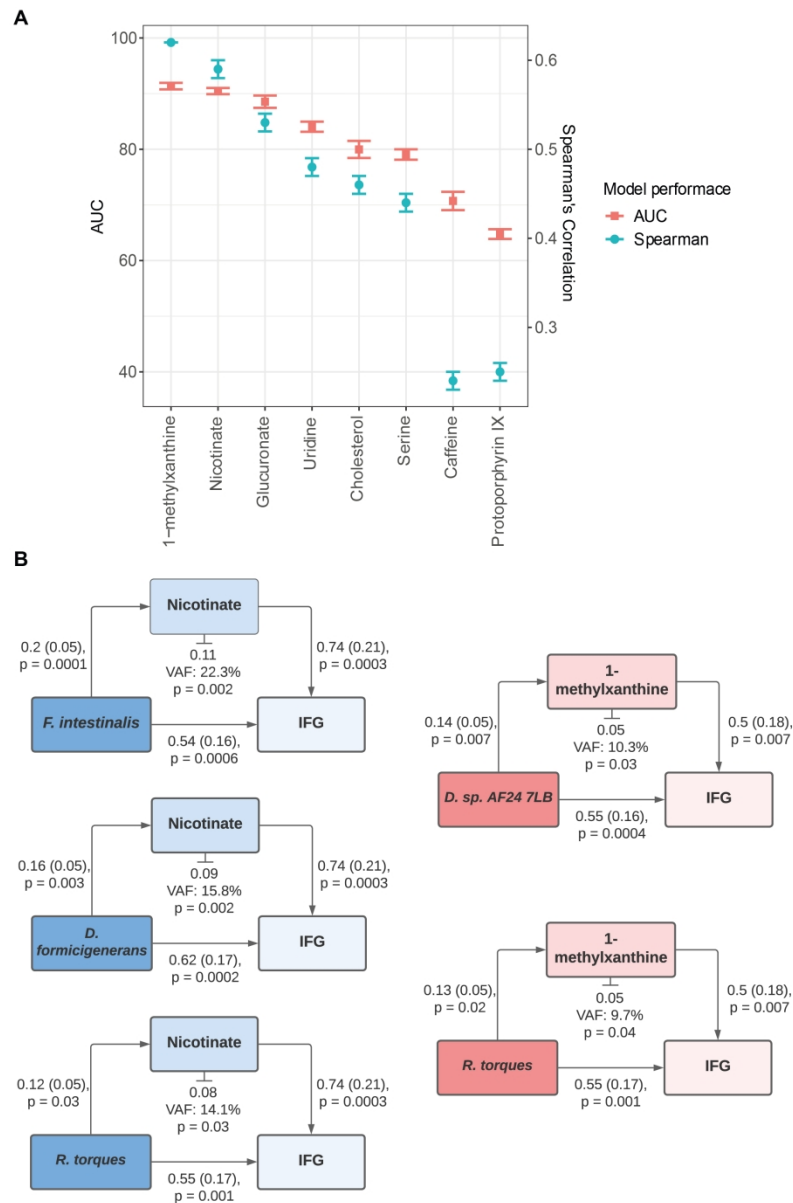 A
100
80
60
40
AUC
0.6
0.5
0.4
0.3
Spearman's Correlation
1−methylxanthine
Nicotinate
Glucuronate
Uridine
Cholesterol
Serine
Caffeine
Protoporphyrin IX
Model performace
AUC
Spearman
B
Nicotinate
0.2 (0.05),
p = 0.0001
0.11
VAF: 22.3%
p = 0.002
0.74 (0.21),
p = 0.0003
F. intestinalis
IFG
0.54 (0.16),
p = 0.0006
Nicotinate
0.16 (0.05),
p = 0.003
0.09
VAF: 15.8%
p = 0.002
0.74 (0.21),
p = 0.0003
D.
formicigenerans
IFG
0.62 (0.17),
p = 0.0002
Nicotinate
0.12 (0.05),
p = 0.03
0.08
VAF: 14.1%
p = 0.03
0.74 (0.21),
p = 0.0003
R. torques
IFG
0.55 (0.17),
p = 0.001
1-
methylxanthine
0.14 (0.05),
p = 0.007
0.05
VAF: 10.3%
p = 0.03
0.5 (0.18),
p = 0.007
D. sp. AF24 7LB
IFG
0.55 (0.16),
p = 0.0004
1-
methylxanthine
0.13 (0.05),
p = 0.02
0.05
VAF: 9.7%
p = 0.04
0.5 (0.18),
p = 0.007
R. torques
IFG
0.55 (0.17),
p = 0.001